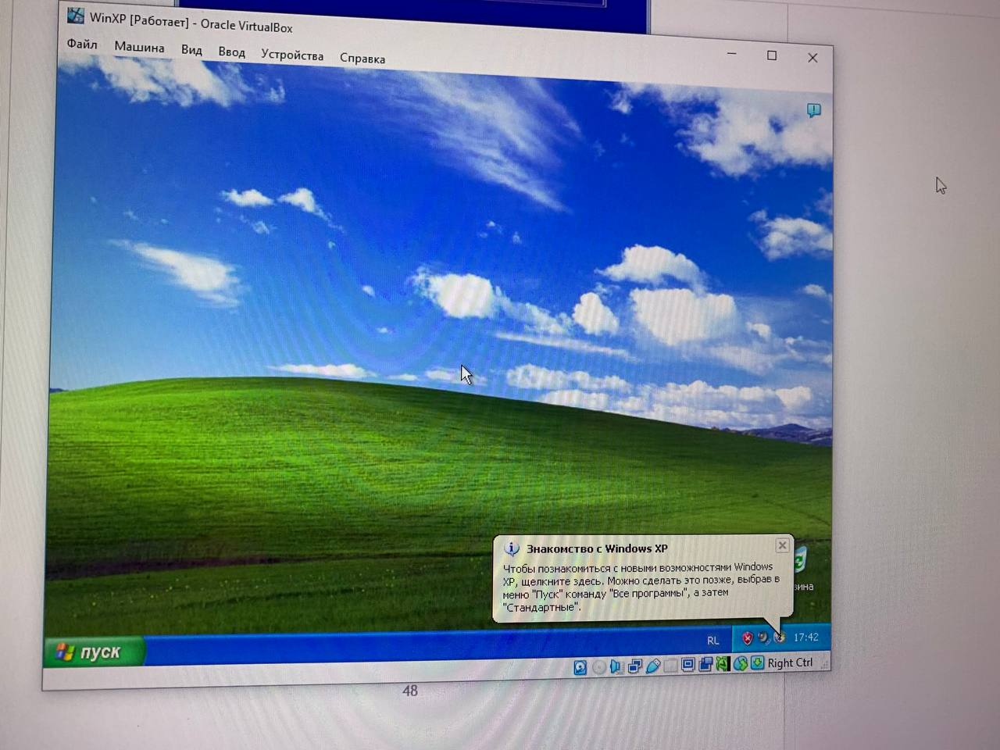 WinXP [Работает] - Oracle VirtualBox
Файл Машина Вид Ввод Устройства Справка
Знакомство с Windows XP
Чтобы познакомиться с новыми возможностями Windows
XP, щелкните здесь. Можно сделать это позже, выбрав в
меню "Пуск" команду "Все программы", а затем
"Стандартные".
зина
пуск
RL
17:42
Right Ctrl
48